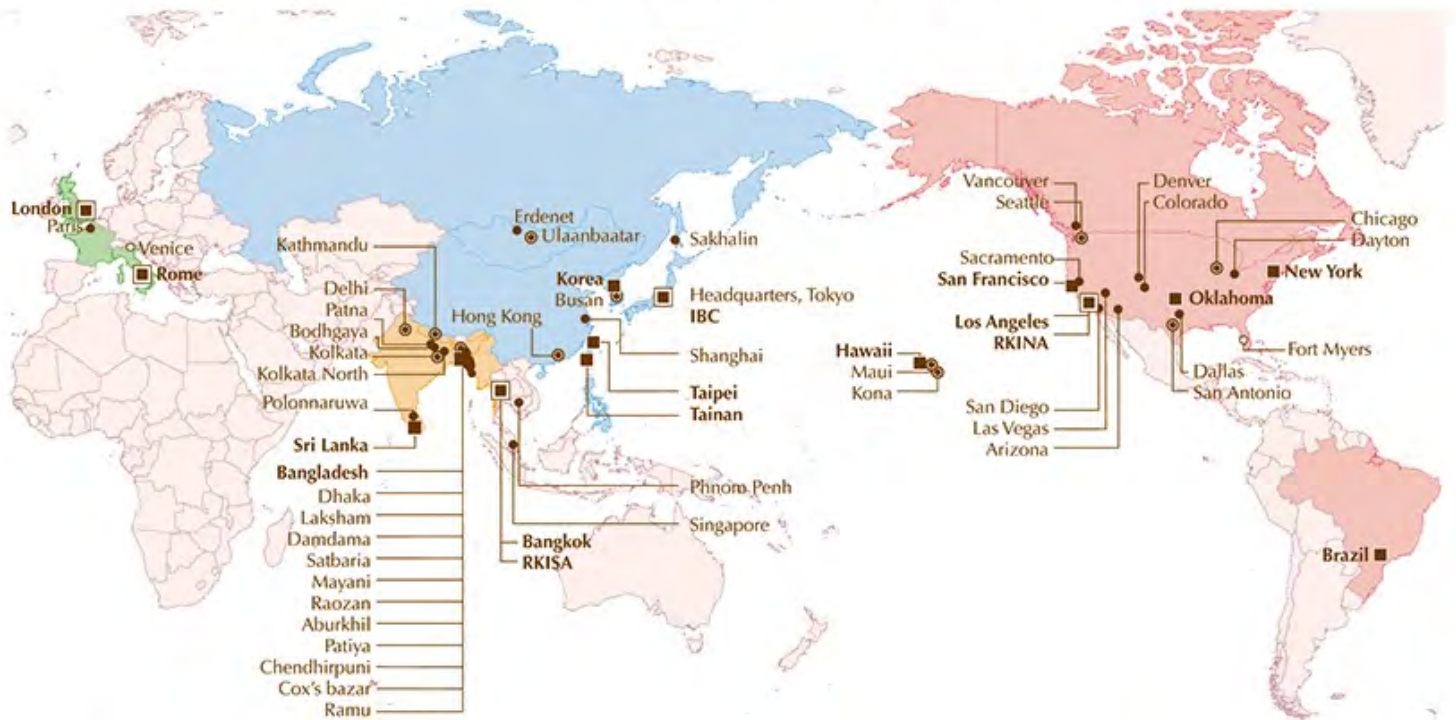 London
Paris
Venice
Rome
Kathmandu
Delhi
Patna
Bodhgaya
Kolkata
Kolkata North
Polonnaruwa
Sri Lanka
Bangladesh
Dhaka
Laksham
Damdama
Satbaria
Mayani
Raozan
Aburkhil
Patiya
Chendhirpuni
Cox's bazar
Ramu
Erdenet
Ulaanbaatar
Sakhalin
Korea
Busan
Headquarters, Tokyo
IBC
Hong Kong
Shanghai
Taipei
Tainan
Phnom Penh
Singapore
Bangkok
RKISA
Hawaii
Maui
Kona
Vancouver
Seattle
Denver
Colorado
Chicago
Dayton
Sacramento
San Francisco
New York
Oklahoma
Los Angeles
RKINA
Fort Myers
Dallas
San Antonio
San Diego
Las Vegas
Arizona
Brazil